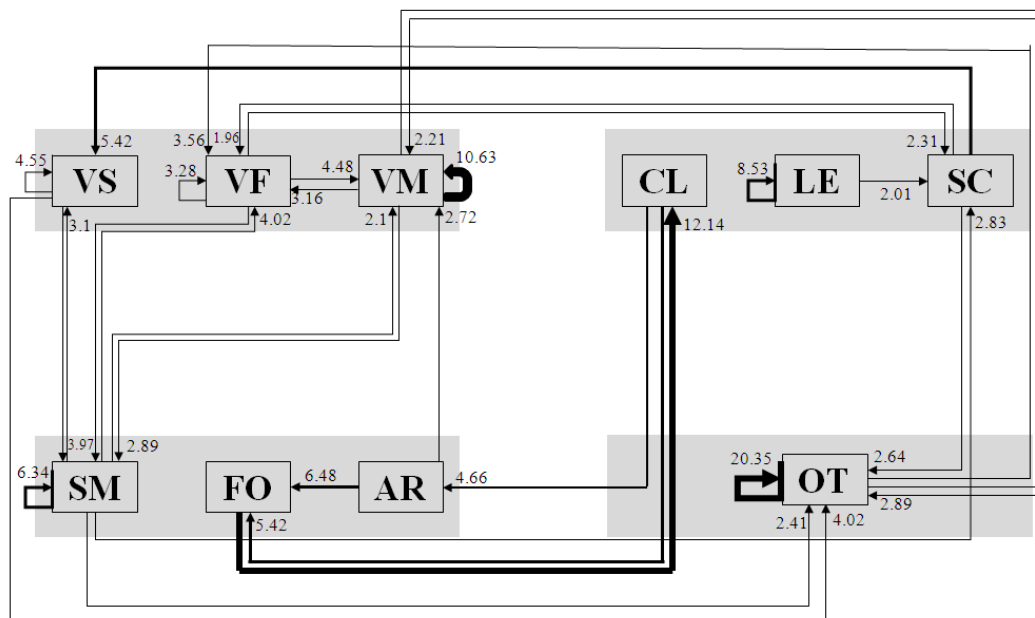 3.56
1.96
2.21
5.42
2.31
4.55
VS
3.28
VF
4.48
3.16
VM
10.63
CL
8.53
LE
2.01
SC
3.1
4.02
2.1
2.72
12.14
2.83
3.97
2.89
6.34
SM
FO
6.48
AR
4.66
20.35
OT
2.64
2.89
5.42
2.41
4.02